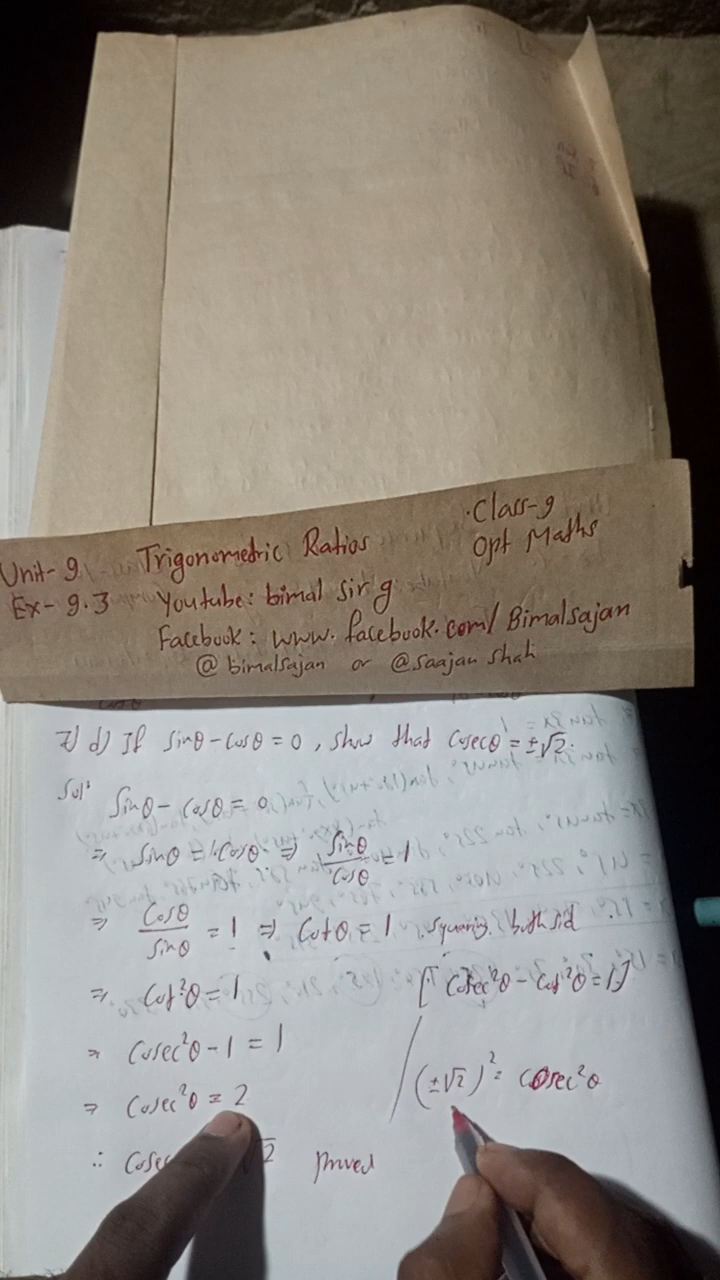 Class-9
Unit-9 Trigonometric Ratios Opt Maths
Ex-9.3 Youtube: bimal sir g
Facebook: www.facebook.com/Bimalsajan
@bimalsajan or @saajan shah
7) d) If sinθ - cosθ = 0, show that Cosecθ = ±√2.
Solⁿ
Sinθ - cosθ = 0
⇒ sinθ = 1.Cosθ ⇒ Sinθ/Cosθ = 1
⇒ Cosθ/sinθ = 1 ⇒ Cotθ = 1 squaring both sid
⇒ Cot²θ = 1 [∵ Cosec²θ - Cot²θ = 1]
⇒ Cosec²θ - 1 = 1
⇒ Cosec²θ = 2 (±√2)² = Cosec²θ
∴ Cosec √2 proved